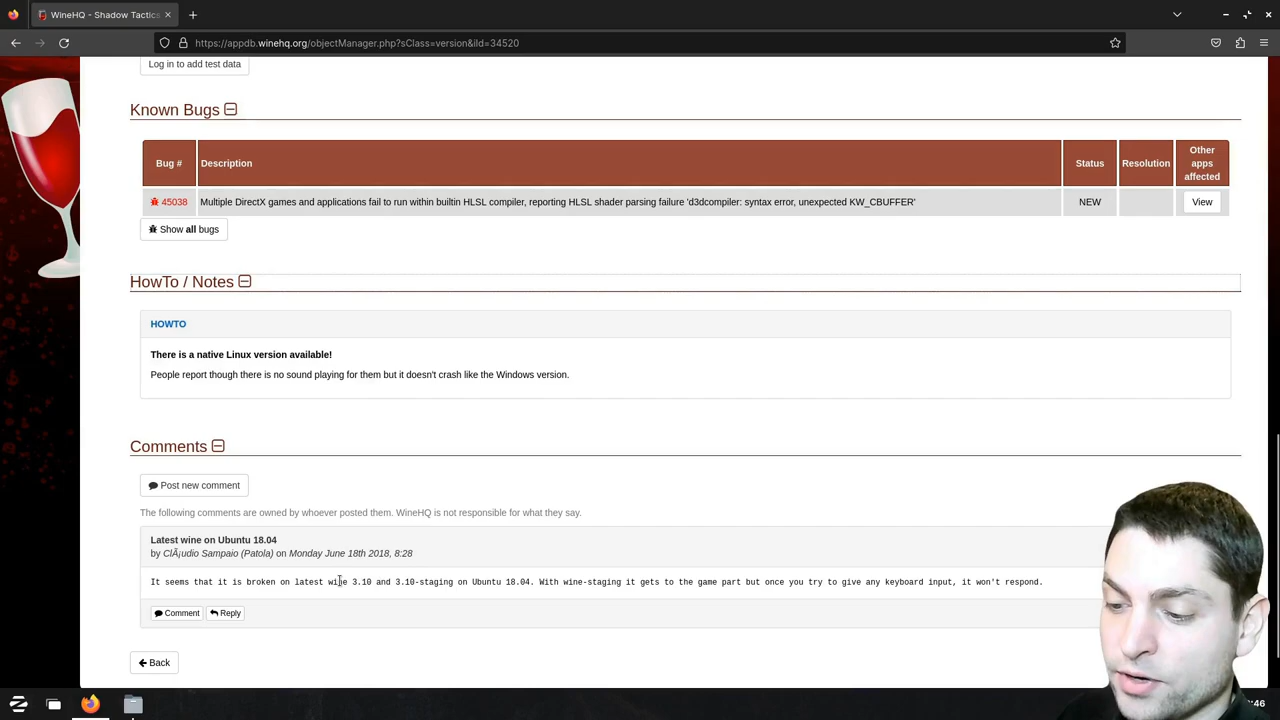 WineHQ - Shadow Tactics
https://appdb.winehq.org/objectManager.php?sClass=version&iId=34520
Log in to add test data
Known Bugs
Bug #
Description
Status
Resolution
Other
apps
affected
45038
Multiple DirectX games and applications fail to run within builtin HLSL compiler, reporting HLSL shader parsing failure 'd3dcompiler: syntax error, unexpected KW_CBUFFER'
NEW
View
Show all bugs
HowTo / Notes
HOWTO
There is a native Linux version available!
People report though there is no sound playing for them but it doesn't crash like the Windows version.
Comments
Post new comment
The following comments are owned by whoever posted them. WineHQ is not responsible for what they say.
Latest wine on Ubuntu 18.04
by ClÃ¡udio Sampaio (Patola) on Monday June 18th 2018, 8:28
It seems that it is broken on latest wine 3.10 and 3.10-staging on Ubuntu 18.04. With wine-staging it gets to the game part but once you try to give any keyboard input, it won't respond.
Comment
Reply
Back
:46